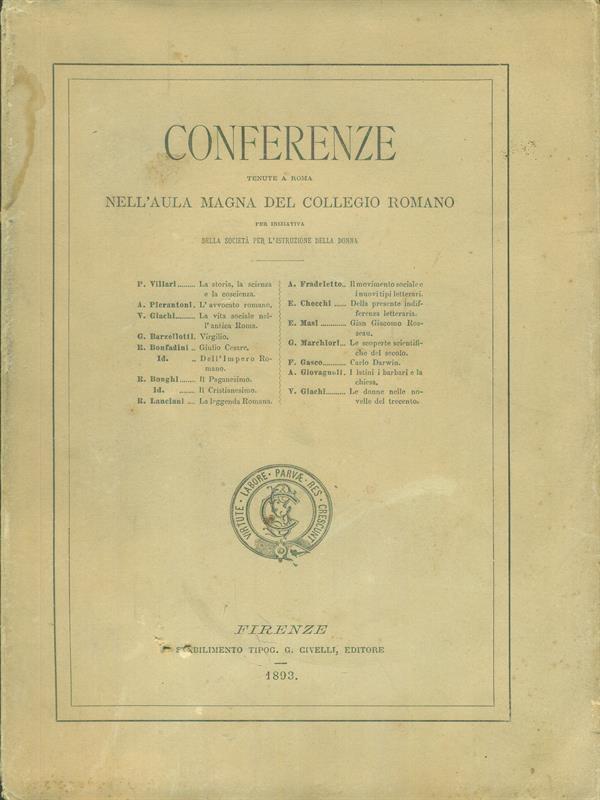 CONFERENZE
TENUTE A ROMA
NELL'AULA MAGNA DEL COLLEGIO ROMANO
PER INIZIATIVA
DELLA SOCIETÀ PER L'ISTRUZIONE DELLA DONNA
P. Villari......... La storia, la scienza
e la coscienza.
A. Pierantoni. L'avvocato romano.
V. Giachi......... La vita sociale nel-
l'antica Roma.
G. Barzellotti. Virgilio.
R. Bonfadini .. Giulio Cesare.
Id. .. Dell'Impero Ro-
mano.
R. Bonghi ....... Il Paganesimo.
Id. ....... Il Cristianesimo.
R. Lanciani .... La leggenda Romana.
A. Fradeletto.. Il movimento sociale e
i nuovi tipi letterari.
E. Checchi ..... Della presente indif-
ferenza letteraria.
E. Masi ........... Gian Giacomo Ros-
seau.
G. Marchiori.. Le scoperte scientifi-
che del secolo.
F. Gasco........... Carlo Darwin.
A. Giovagnoli. I latini i barbari e la
chiesa.
V. Giachi......... Le donne nelle no-
velle del trecento.
VIRTUTE · LABORE · PARVÆ · RES · CRESCUNT
FIRENZE
STABILIMENTO TIPOG. G. CIVELLI, EDITORE
1893.